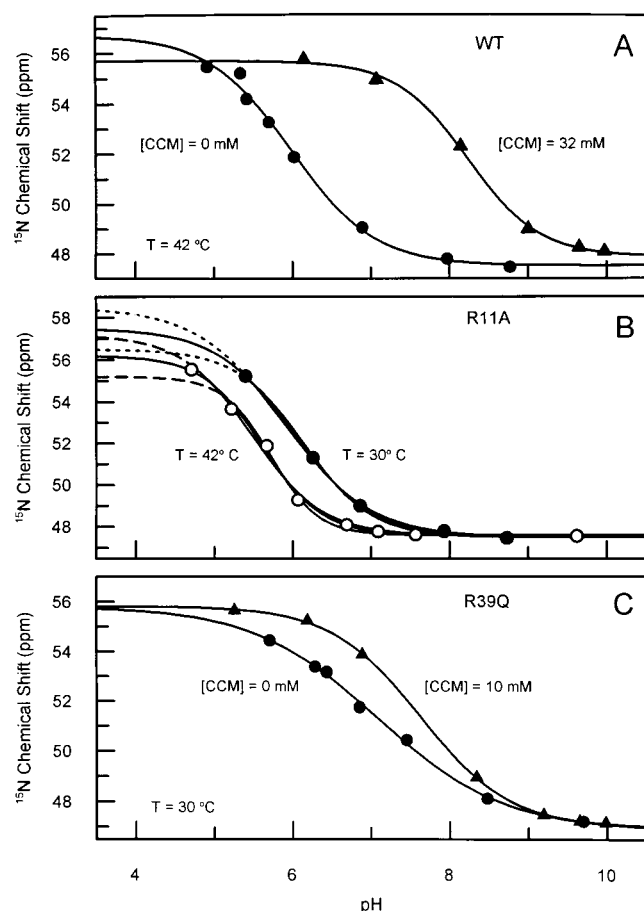 A
WT
56
54
52
50
48
[CCM] = 0 mM
[CCM] = 32 mM
T = 42 °C
¹⁵N Chemical Shift (ppm)
B
R11A
58
56
54
52
50
48
T = 42° C
T = 30° C
¹⁵N Chemical Shift (ppm)
C
R39Q
56
54
52
50
48
[CCM] = 0 mM
[CCM] = 10 mM
T = 30 °C
¹⁵N Chemical Shift (ppm)
4 6 8 10
pH